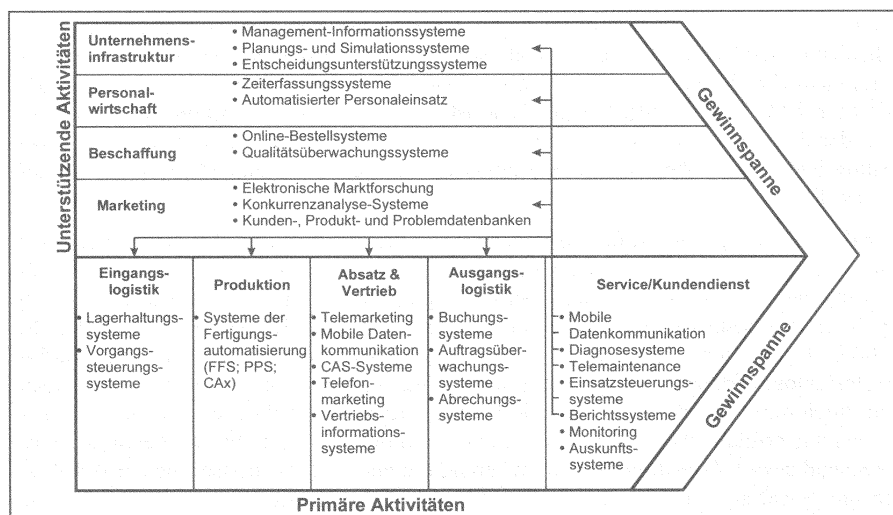 Unterstützende Aktivitäten
Unternehmens-
infrastruktur
• Management-Informationssysteme
• Planungs- und Simulationssysteme
• Entscheidungsunterstützungssysteme
Personal-
wirtschaft
• Zeiterfassungssysteme
• Automatisierter Personaleinsatz
Beschaffung
• Online-Bestellsysteme
• Qualitätsüberwachungssysteme
Marketing
• Elektronische Marktforschung
• Konkurrenzanalyse-Systeme
• Kunden-, Produkt- und Problemdatenbanken
Gewinnspanne
Eingangs-
logistik
• Lagerhaltungs-
systeme
• Vorgangs-
steuerungs-
systeme
Produktion
• Systeme der
Fertigungs-
automatisierung
(FFS; PPS;
CAx)
Absatz &
Vertrieb
• Telemarketing
• Mobile Daten-
kommunikation
• CAS-Systeme
• Telefon-
marketing
• Vertriebs-
informations-
systeme
Ausgangs-
logistik
• Buchungs-
systeme
• Auftragsüber-
wachungs-
systeme
• Abrechungs-
systeme
Service/Kundendienst
• Mobile
Datenkommunikation
• Diagnosesysteme
• Telemaintenance
• Einsatzsteuerungs-
systeme
• Berichtssysteme
• Monitoring
• Auskunfts-
systeme
Gewinnspanne
Primäre Aktivitäten